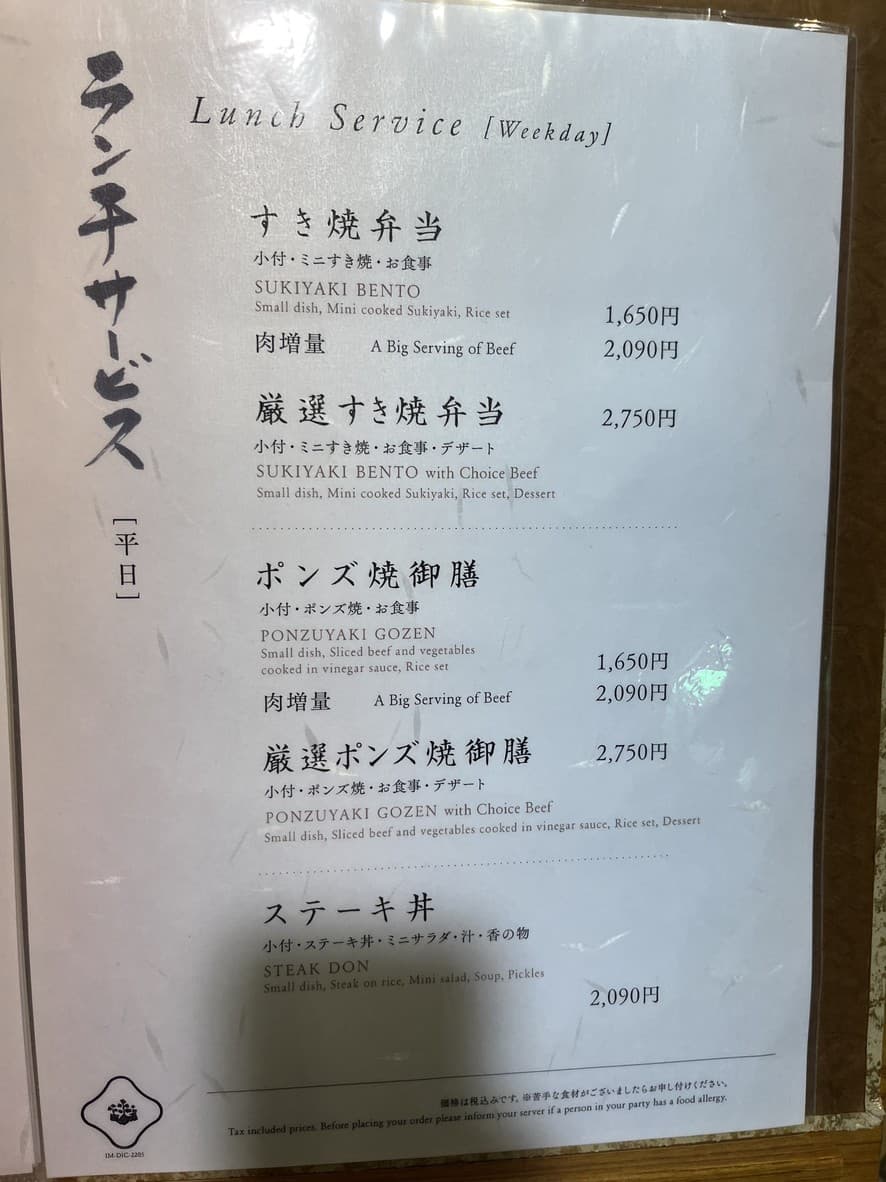 ランチサービス
[平日]
Lunch Service [Weekday]
すき焼弁当
小付・ミニすき焼・お食事
SUKIYAKI BENTO
Small dish, Mini cooked Sukiyaki, Rice set 1,650円
肉増量 A Big Serving of Beef 2,090円
厳選すき焼弁当 2,750円
小付・ミニすき焼・お食事・デザート
SUKIYAKI BENTO with Choice Beef
Small dish, Mini cooked Sukiyaki, Rice set, Dessert
ポンズ焼御膳
小付・ポンズ焼・お食事
PONZUYAKI GOZEN
Small dish, Sliced beef and vegetables
cooked in vinegar sauce, Rice set 1,650円
肉増量 A Big Serving of Beef 2,090円
厳選ポンズ焼御膳 2,750円
小付・ポンズ焼・お食事・デザート
PONZUYAKI GOZEN with Choice Beef
Small dish, Sliced beef and vegetables cooked in vinegar sauce, Rice set, Dessert
ステーキ丼
小付・ステーキ丼・ミニサラダ・汁・香の物
STEAK DON
Small dish, Steak on rice, Mini salad, Soup, Pickles
2,090円
価格は税込みです。※苦手な食材がございましたらお申し付けください。
Tax included prices. Before placing your order please inform your server if a person in your party has a food allergy.
IM-DIC-2205